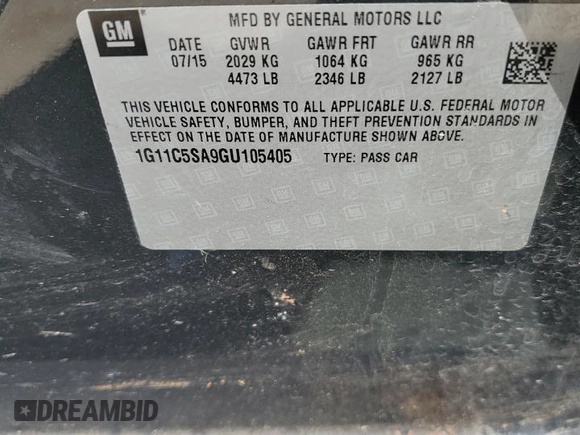 GM
MFD BY GENERAL MOTORS LLC
DATE GVWR GAWR FRT GAWR RR
07/15 2029 KG 1064 KG 965 KG
4473 LB 2346 LB 2127 LB
THIS VEHICLE CONFORMS TO ALL APPLICABLE U.S. FEDERAL MOTOR
VEHICLE SAFETY, BUMPER, AND THEFT PREVENTION STANDARDS IN
EFFECT ON THE DATE OF MANUFACTURE SHOWN ABOVE.
1G11C5SA9GU105405 TYPE: PASS CAR
DREAMBID